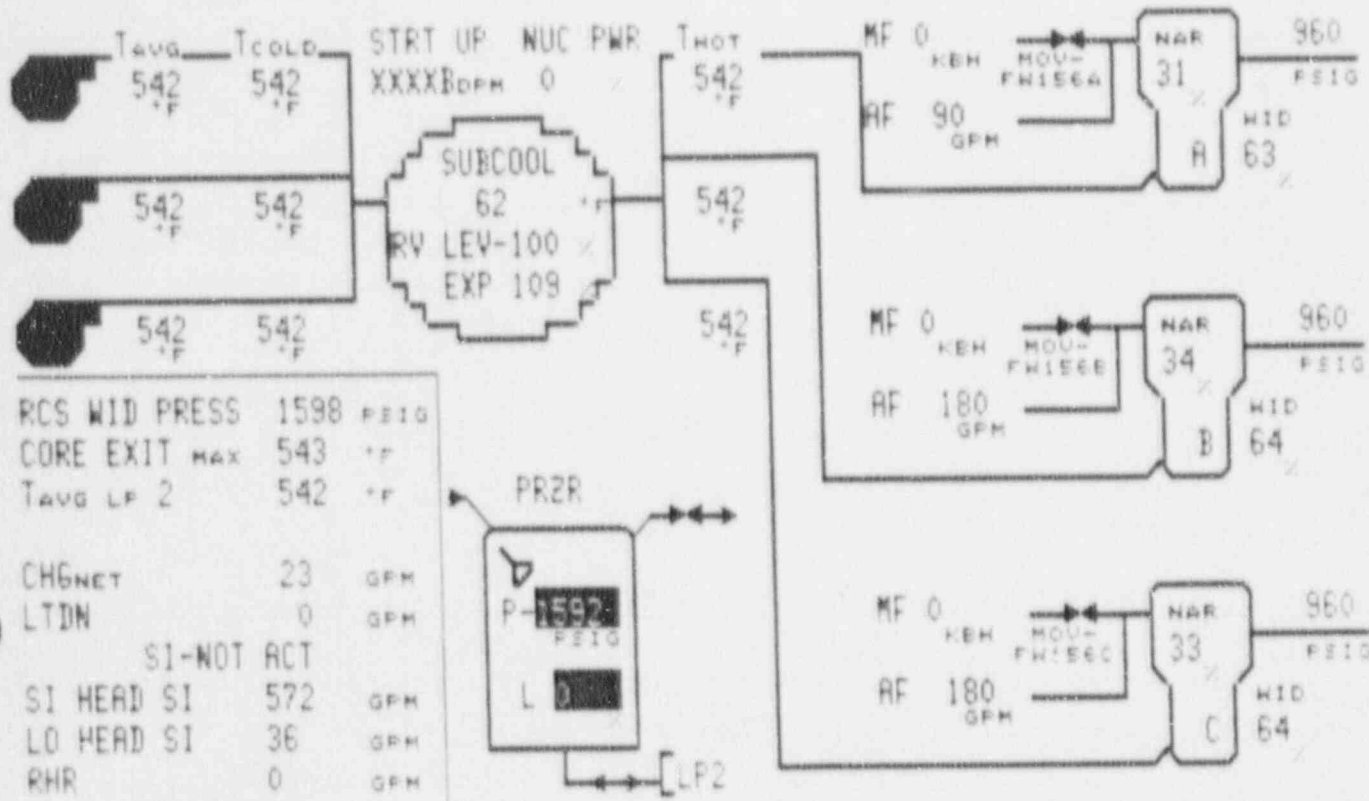 TAVG TCOLD STRT UP NUC PWR THOT
542 °F 542 °F XXXXB DPM 0 % 542 °F
SUBCOOL
542 °F 542 °F 62 °F 542 °F
RV LEV-100 %
EXP 109 %
542 °F 542 °F 542 °F
MF 0 KBH MOV-FW156A NAR 31 % 960 PSIG
AF 90 GPM A WID 63 %
MF 0 KBH MOV-FW156B NAR 34 % 960 PSIG
AF 180 GPM B WID 64 %
MF 0 KBH MOV-FW156C NAR 33 % 960 PSIG
AF 180 GPM C WID 64 %
RCS WID PRESS 1598 PSIG
CORE EXIT MAX 543 °F
TAVG LP 2 542 °F
CHGNET 23 GPM
LTDN 0 GPM
SI-NOT ACT
SI HEAD SI 572 GPM
LO HEAD SI 36 GPM
RHR 0 GPM
PRZR
P-1592 PSIG
L 0 %
LP2